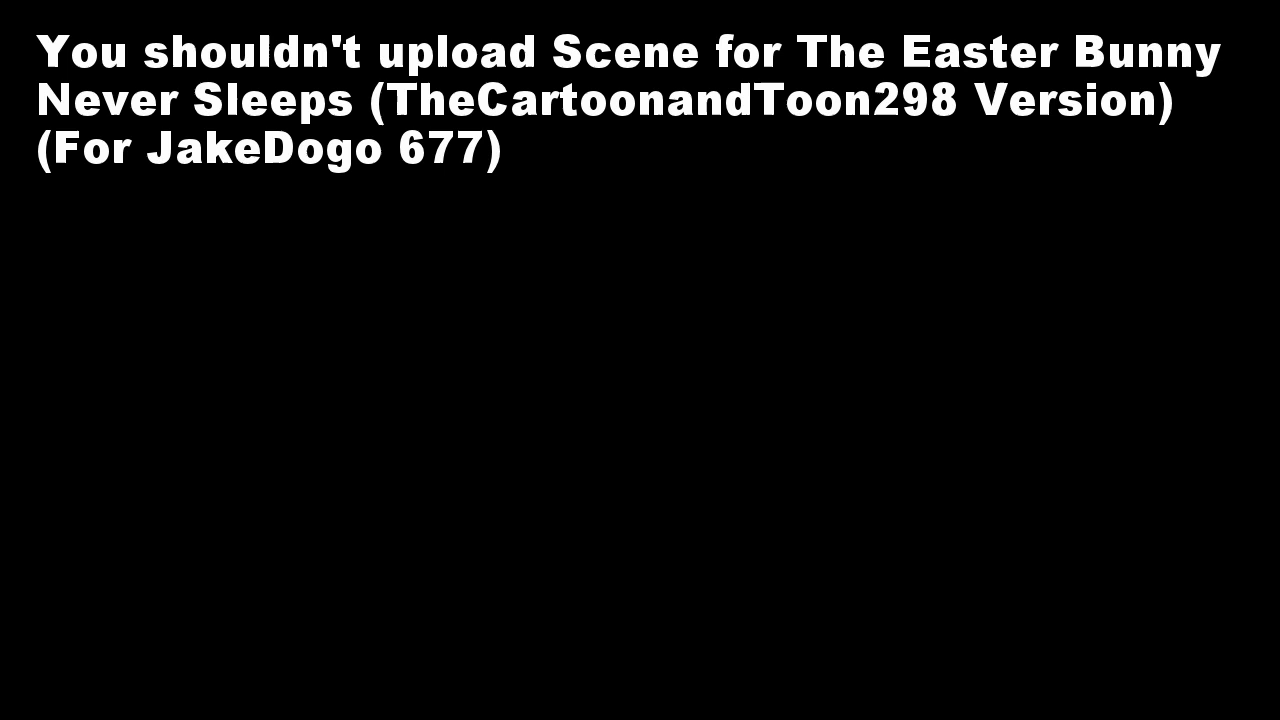 You shouldn't upload Scene for The Easter Bunny
Never Sleeps (TheCartoonandToon298 Version)
(For JakeDogo 677)